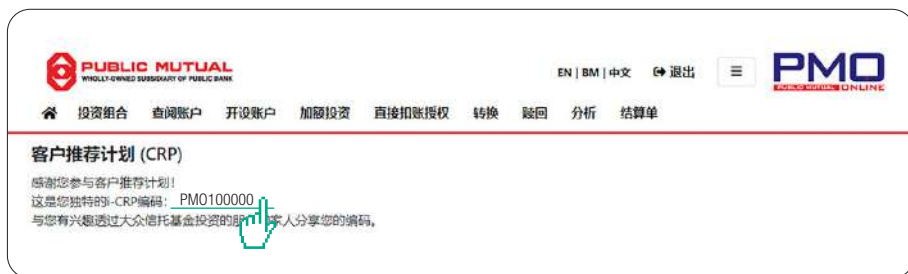 PUBLIC MUTUAL
WHOLLY-OWNED SUBSIDIARY OF PUBLIC BANK
EN | BM | 中文 退出
PMO
PUBLIC MUTUAL ONLINE
投资组合 查阅账户 开设账户 加额投资 直接扣账授权 转换 赎回 分析 结算单
客户推荐计划 (CRP)
感谢您参与客户推荐计划!
这是您独特的i-CRP编码: PMO100000
与您有兴趣透过大众信托基金投资的朋 家人分享您的编码。